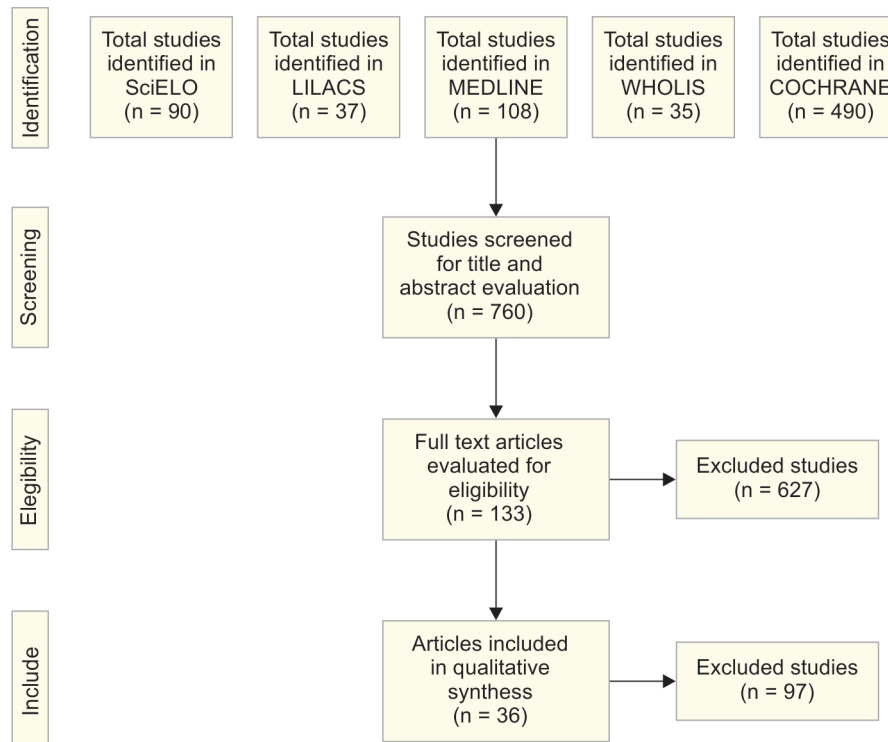 Identification
Total studies
identified in
SciELO
(n = 90)
Total studies
identified in
LILACS
(n = 37)
Total studies
identified in
MEDLINE
(n = 108)
Total studies
identified in
WHOLIS
(n = 35)
Total studies
identified in
COCHRANE
(n = 490)
Screening
Studies screened
for title and
abstract evaluation
(n = 760)
Elegibility
Full text articles
evaluated for
eligibility
(n = 133)
Excluded studies
(n = 627)
Include
Articles included
in qualitative
synthess
(n = 36)
Excluded studies
(n = 97)